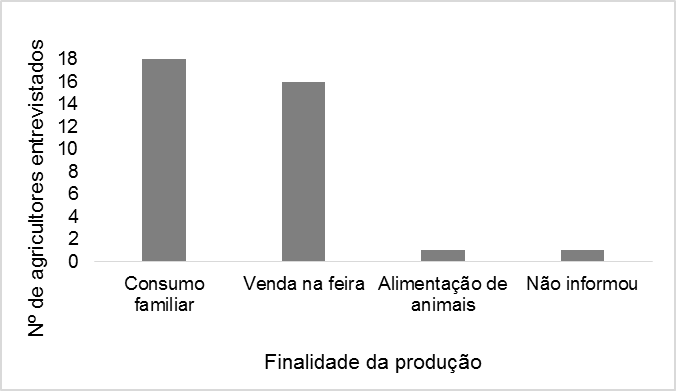 Nº de agricultores entrevistados
18
16
14
12
10
8
6
4
2
0
Consumo familiar
Venda na feira
Alimentação de animais
Não informou
Finalidade da produção